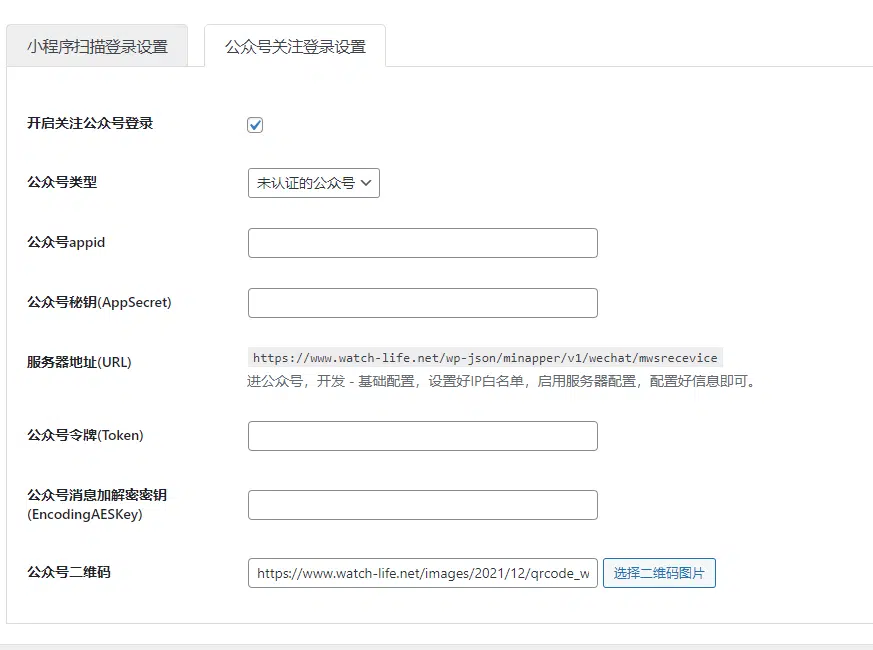 小程序扫描登录设置
公众号关注登录设置
开启关注公众号登录
公众号类型
未认证的公众号
公众号appid
公众号秘钥(AppSecret)
服务器地址(URL)
https://www.watch-life.net/wp-json/minapper/v1/wechat/mwsrecevice
进公众号，开发 - 基础配置，设置好IP白名单，启用服务器配置，配置好信息即可。
公众号令牌(Token)
公众号消息加解密密钥
(EncodingAESKey)
公众号二维码
https://www.watch-life.net/images/2021/12/qrcode_w
选择二维码图片